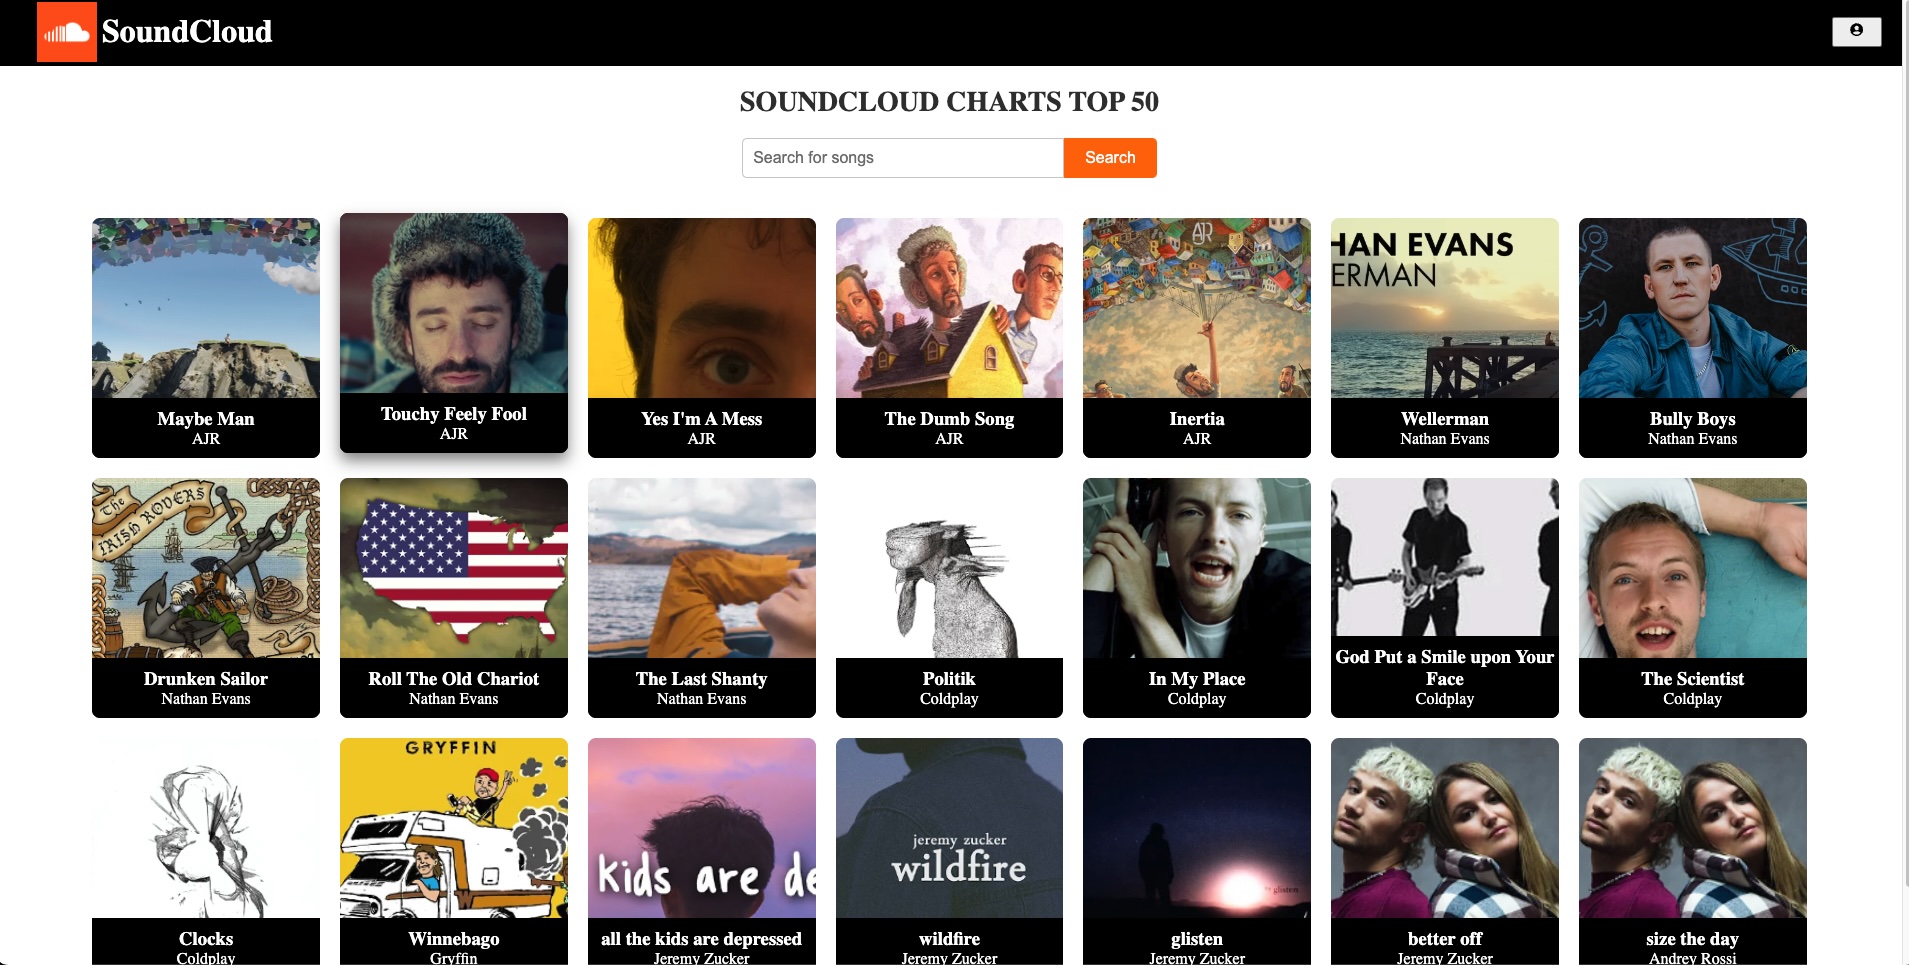 SoundCloud
SOUNDCLOUD CHARTS TOP 50
Search for songs
Search
AJR
HAN EVANS
ERMAN
Maybe Man
AJR
Touchy Feely Fool
AJR
Yes I'm A Mess
AJR
The Dumb Song
AJR
Inertia
AJR
Wellerman
Nathan Evans
Bully Boys
Nathan Evans
The
IRISH ROVERS
Drunken Sailor
Nathan Evans
Roll The Old Chariot
Nathan Evans
The Last Shanty
Nathan Evans
Politik
Coldplay
In My Place
Coldplay
God Put a Smile upon Your
Face
Coldplay
The Scientist
Coldplay
GRYFFIN
kids are de
jeremy zucker
wildfire
glisten
Clocks
Coldplay
Winnebago
Gryffin
all the kids are depressed
Jeremy Zucker
wildfire
Jeremy Zucker
glisten
Jeremy Zucker
better off
Jeremy Zucker
size the day
Andrey Rossi